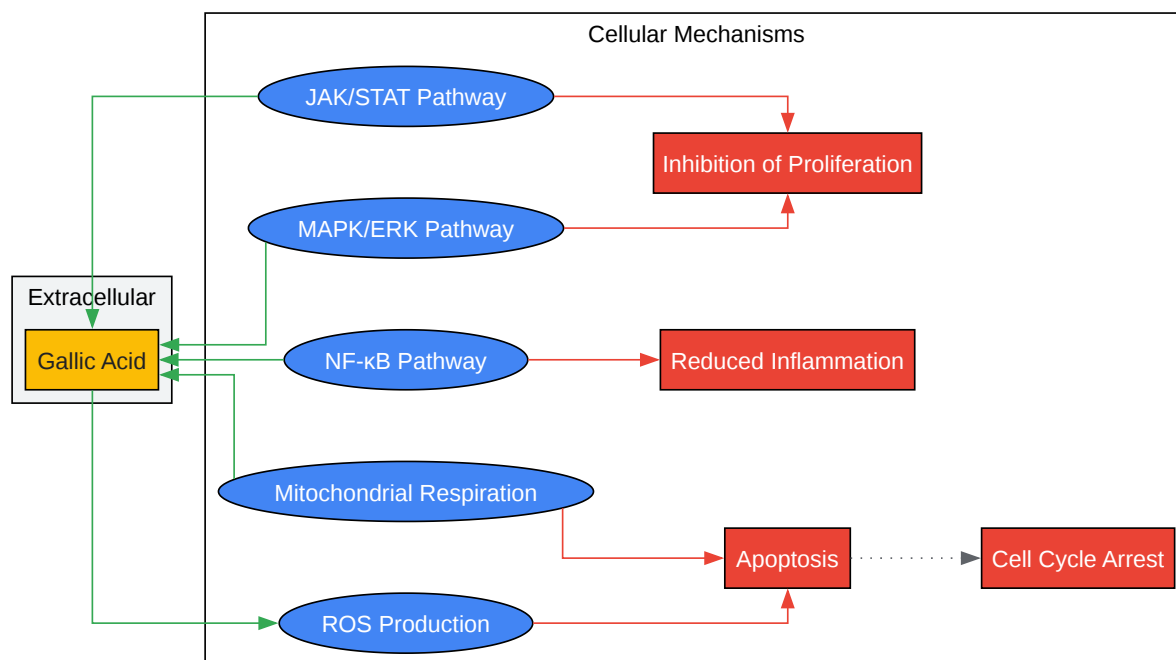 Cellular Mechanisms
JAK/STAT Pathway
Inhibition of Proliferation
MAPK/ERK Pathway
Extracellular
Gallic Acid
NF-κB Pathway
Reduced Inflammation
Mitochondrial Respiration
Apoptosis
Cell Cycle Arrest
ROS Production